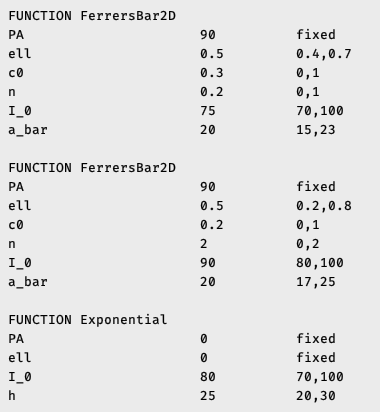 FUNCTION FerrersBar2D
PA 90 fixed
ell 0.5 0.4,0.7
c0 0.3 0,1
n 0.2 0,1
I_0 75 70,100
a_bar 20 15,23
FUNCTION FerrersBar2D
PA 90 fixed
ell 0.5 0.2,0.8
c0 0.2 0,1
n 2 0,2
I_0 90 80,100
a_bar 20 17,25
FUNCTION Exponential
PA 0 fixed
ell 0 fixed
I_0 80 70,100
h 25 20,30